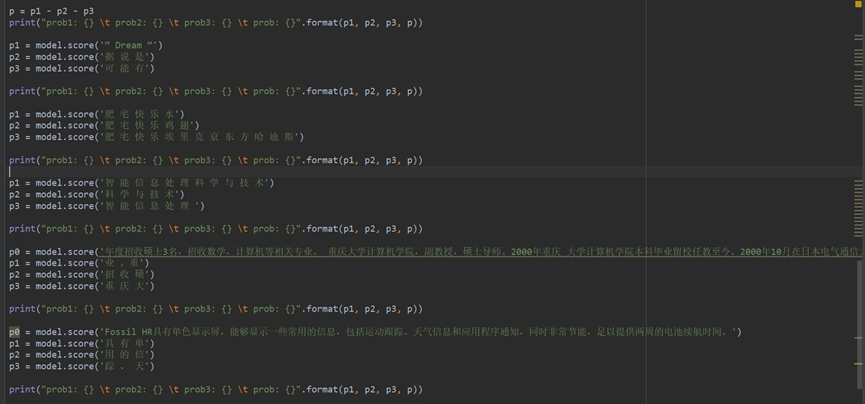 p = p1 - p2 - p3
print("prob1: {} \t prob2: {} \t prob3: {} \t prob: {}".format(p1, p2, p3, p))
p1 = model.score('“ Dream “')
p2 = model.score('据 说 是')
p3 = model.score('可 能 有')
print("prob1: {} \t prob2: {} \t prob3: {} \t prob: {}".format(p1, p2, p3, p))
p1 = model.score('肥 宅 快 乐 水')
p2 = model.score('肥 宅 快 乐 鸡 翅')
p3 = model.score('肥 宅 快 乐 埃 里 克 京 东 方 哈 迪 斯')
print("prob1: {} \t prob2: {} \t prob3: {} \t prob: {}".format(p1, p2, p3, p))
p1 = model.score('智 能 信 息 处 理 科 学 与 技 术')
p2 = model.score('科 学 与 技 术')
p3 = model.score('智 能 信 息 处 理 ')
print("prob1: {} \t prob2: {} \t prob3: {} \t prob: {}".format(p1, p2, p3, p))
p0 = model.score('年度招收硕士3名，招收数学，计算机等相关专业。 重庆大学计算机学院，副教授，硕士导师。2000年重庆 大学计算机学院本科毕业留校任教至今。2000年10月在日本电气通信
p1 = model.score('业 。重')
p2 = model.score('招 收 硕')
p3 = model.score('重 庆 大')
print("prob1: {} \t prob2: {} \t prob3: {} \t prob: {}".format(p1, p2, p3, p))
p0 = model.score('Fossil HR具有单色显示屏，能够显示一些常用的信息，包括运动跟踪、天气信息和应用程序通知，同时非常节能，足以提供两周的电池续航时间。')
p1 = model.score('具 有 单')
p2 = model.score('用 的 信')
p3 = model.score('踪 、 天')
print("prob1: {} \t prob2: {} \t prob3: {} \t prob: {}".format(p1, p2, p3, p))